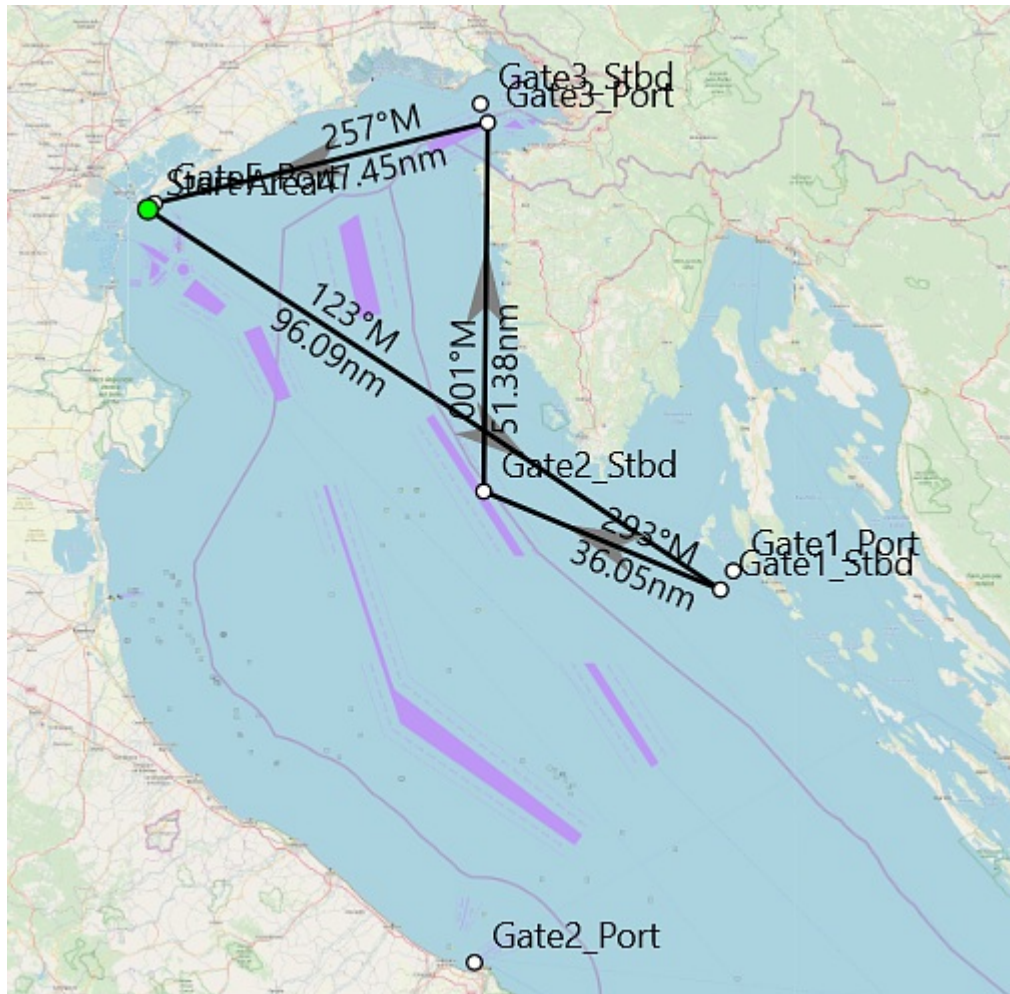 Gate3_Stbd
Gate3_Port
257°M
47.45nm
Start Area
123°M
96.09nm
001°M
51.38nm
Gate2_Stbd
293°M
36.05nm
Gate1_Port
Gate1_Stbd
Gate2_Port